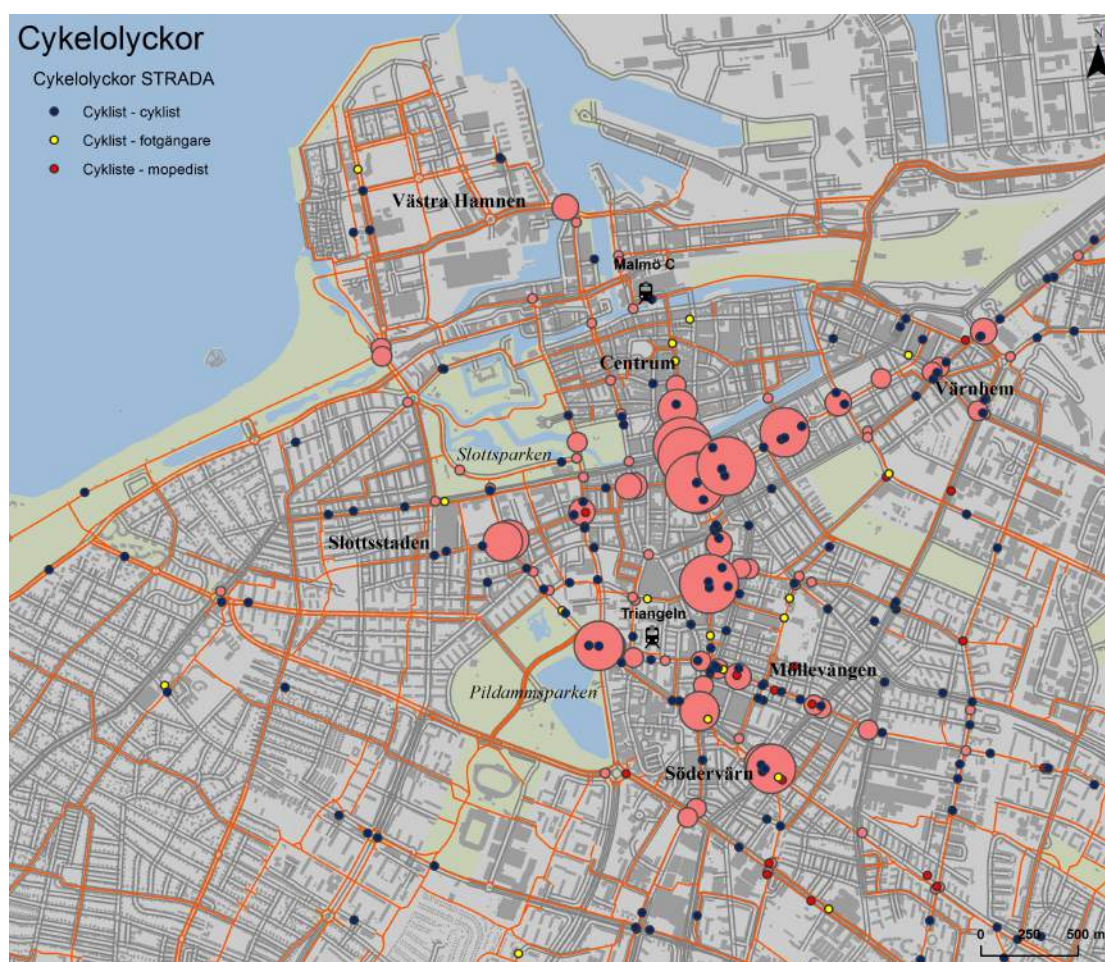 Cykelolyckor
Cykelolyckor STRADA
Cyklist - cyklist
Cyklist - fotgängare
Cykliste - mopedist
Västra Hamnen
Malmö C
Centrum
Värnhem
Slottsparken
Slottsstaden
Triangeln
Möllevången
Pildammsparken
Södervärn
0 250 500 m